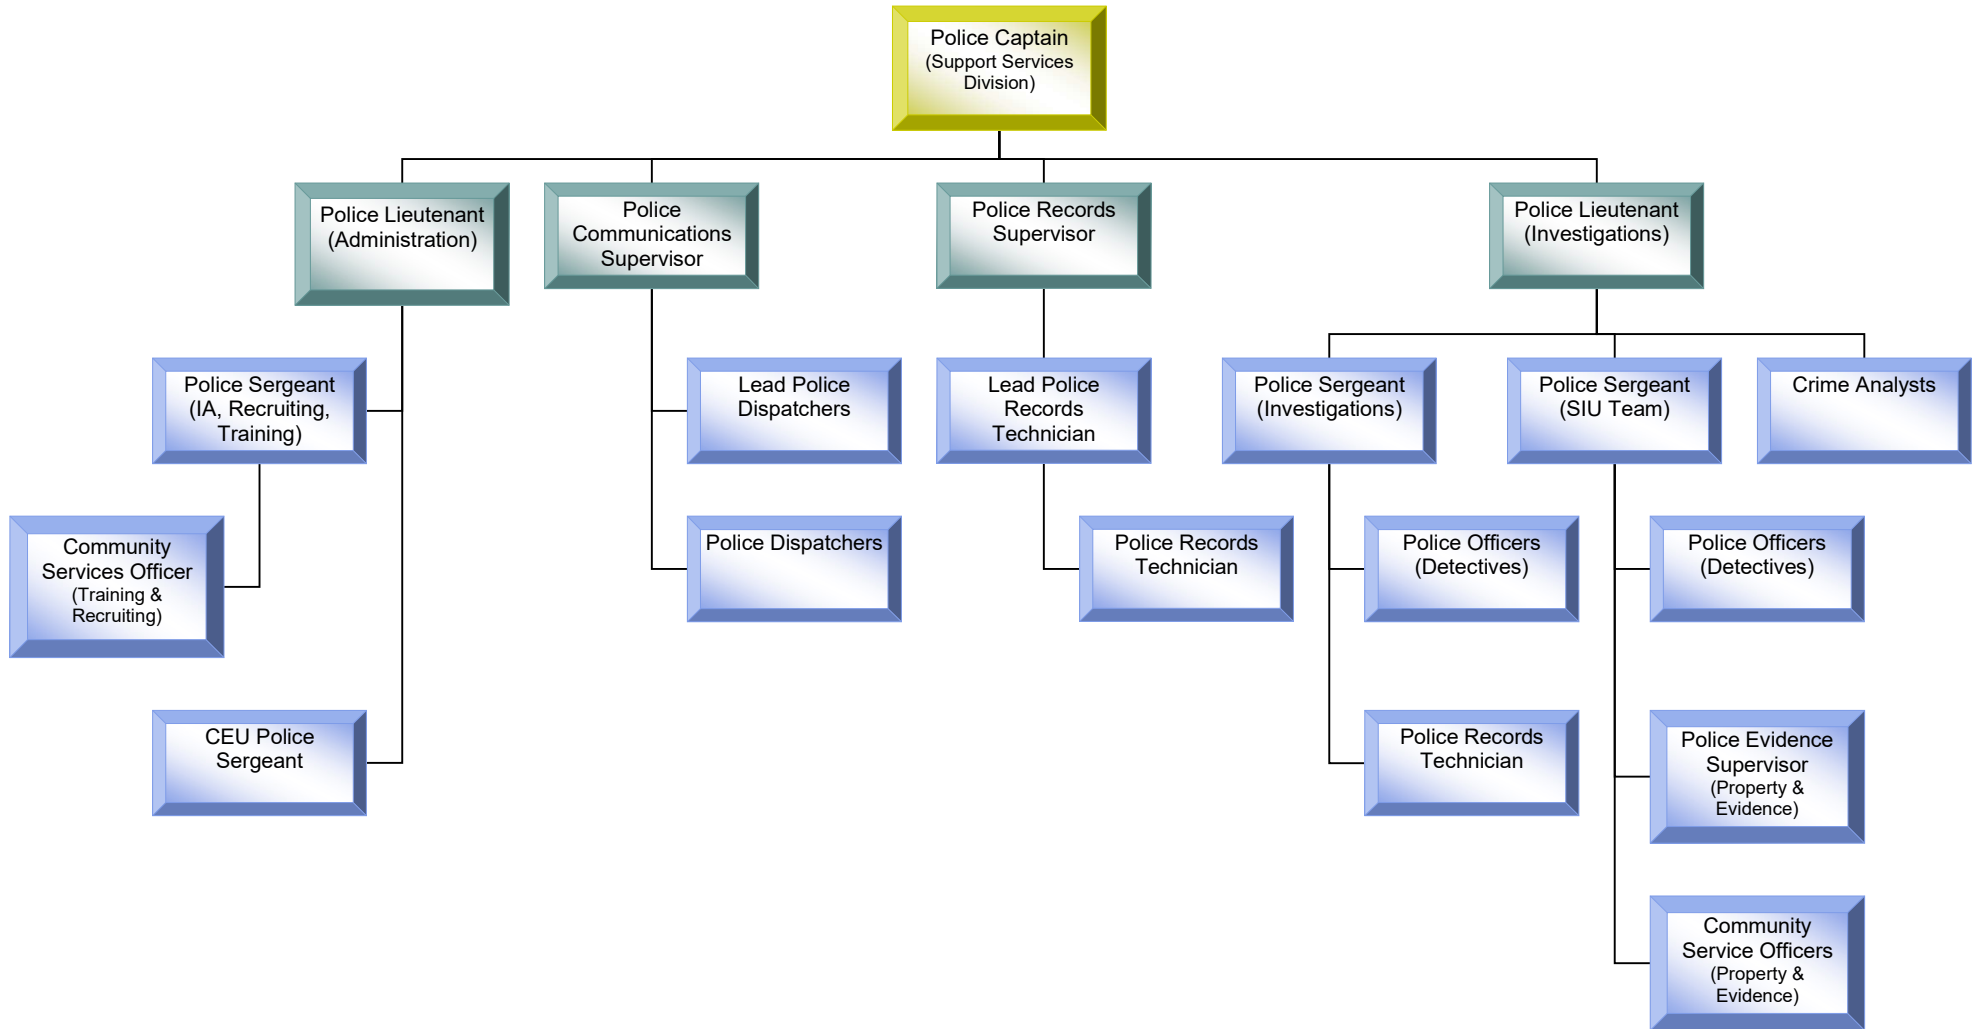 Police Captain
(Support Services
Division)
Police Lieutenant
(Administration)
Police
Communications
Supervisor
Police Records
Supervisor
Police Lieutenant
(Investigations)
Police Sergeant
(IA, Recruiting,
Training)
Lead Police
Dispatchers
Lead Police
Records
Technician
Police Sergeant
(Investigations)
Police Sergeant
(SIU Team)
Crime Analysts
Community
Services Officer
(Training &
Recruiting)
Police Dispatchers
Police Records
Technician
Police Officers
(Detectives)
Police Officers
(Detectives)
CEU Police
Sergeant
Police Records
Technician
Police Evidence
Supervisor
(Property &
Evidence)
Community
Service Officers
(Property &
Evidence)